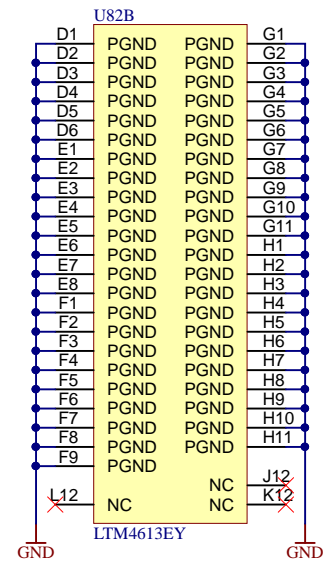 U82B
D1 PGND PGND G1
D2 PGND PGND G2
D3 PGND PGND G3
D4 PGND PGND G4
D5 PGND PGND G5
D6 PGND PGND G6
E1 PGND PGND G7
E2 PGND PGND G8
E3 PGND PGND G9
E4 PGND PGND G10
E5 PGND PGND G11
E6 PGND PGND H1
E7 PGND PGND H2
E8 PGND PGND H3
F1 PGND PGND H4
F2 PGND PGND H5
F3 PGND PGND H6
F4 PGND PGND H7
F5 PGND PGND H8
F6 PGND PGND H9
F7 PGND PGND H10
F8 PGND PGND H11
F9 PGND
NC J12
L12 NC NC K12
LTM4613EY
GND GND